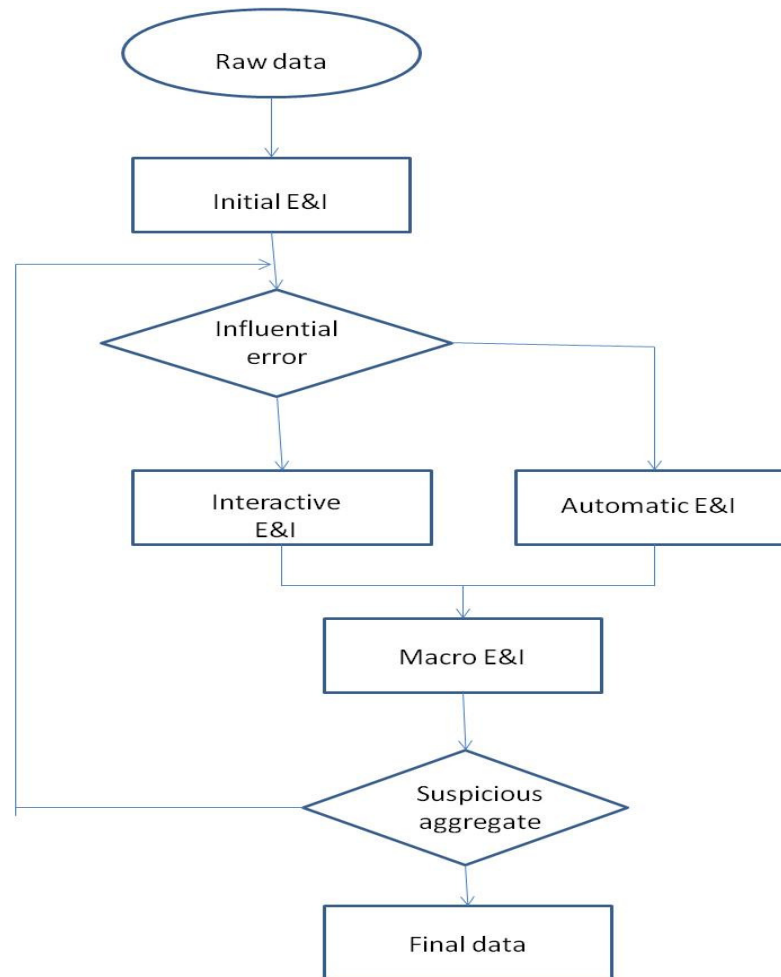 Raw data
Initial E&I
Influential
error
Interactive
E&I
Automatic E&I
Macro E&I
Suspicious
aggregate
Final data